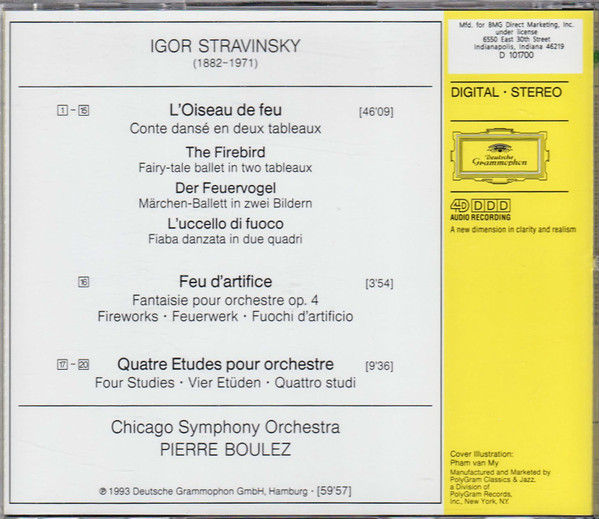 IGOR STRAVINSKY
(1882–1971)
1 – 15 L'Oiseau de feu [46'09]
Conte dansé en deux tableaux
The Firebird
Fairy-tale ballet in two tableaux
Der Feuervogel
Märchen-Ballett in zwei Bildern
L'uccello di fuoco
Fiaba danzata in due quadri
16 Feu d'artifice [3'54]
Fantaisie pour orchestre op. 4
Fireworks · Feuerwerk · Fuochi d'artificio
17 – 20 Quatre Etudes pour orchestre [9'36]
Four Studies · Vier Etüden · Quattro studi
Chicago Symphony Orchestra
PIERRE BOULEZ
℗ 1993 Deutsche Grammophon GmbH, Hamburg · [59'57]
Mfd. for BMG Direct Marketing, Inc.
under license
6550 East 30th Street
Indianapolis, Indiana 46219
D 101700
DIGITAL · STEREO
Deutsche
Grammophon
4D DDD
AUDIO RECORDING
A new dimension in clarity and realism
Cover Illustration:
Pham van My
Manufactured and Marketed by
PolyGram Classics & Jazz,
a Division of
PolyGram Records,
Inc., New York, NY.